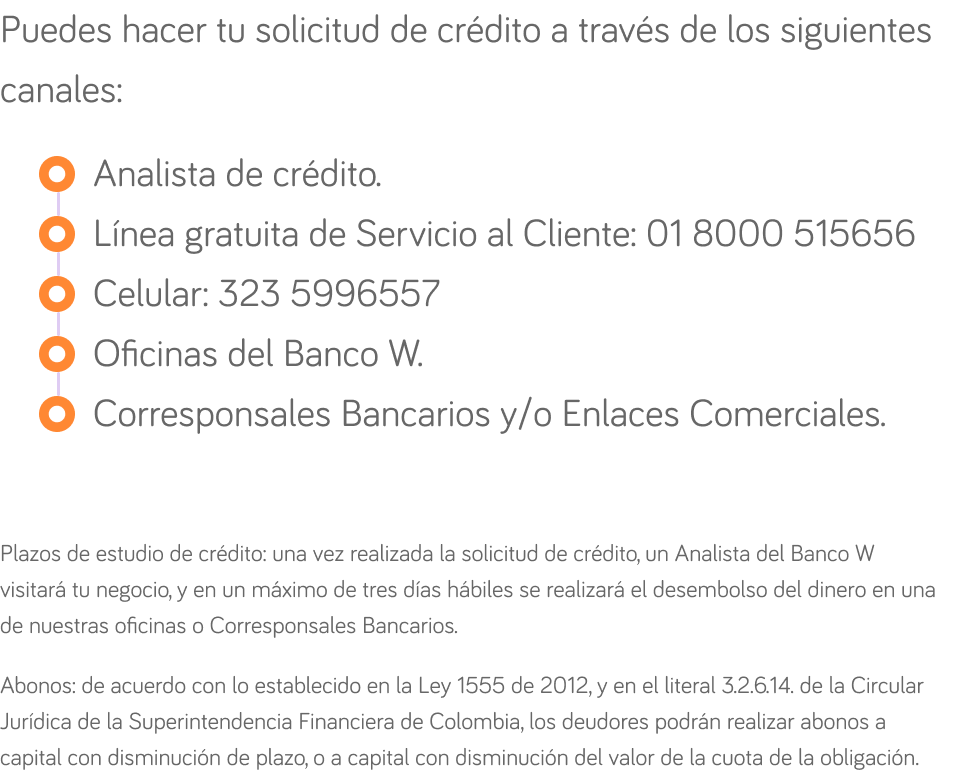 Puedes hacer tu solicitud de crédito a través de los siguientes
canales:
Analista de crédito.
Línea gratuita de Servicio al Cliente: 01 8000 515656
Celular: 323 5996557
Oficinas del Banco W.
Corresponsales Bancarios y/o Enlaces Comerciales.
Plazos de estudio de crédito: una vez realizada la solicitud de crédito, un Analista del Banco W
visitará tu negocio, y en un máximo de tres días hábiles se realizará el desembolso del dinero en una
de nuestras oficinas o Corresponsales Bancarios.
Abonos: de acuerdo con lo establecido en la Ley 1555 de 2012, y en el literal 3.2.6.14. de la Circular
Jurídica de la Superintendencia Financiera de Colombia, los deudores podrán realizar abonos a
capital con disminución de plazo, o a capital con disminución del valor de la cuota de la obligación.